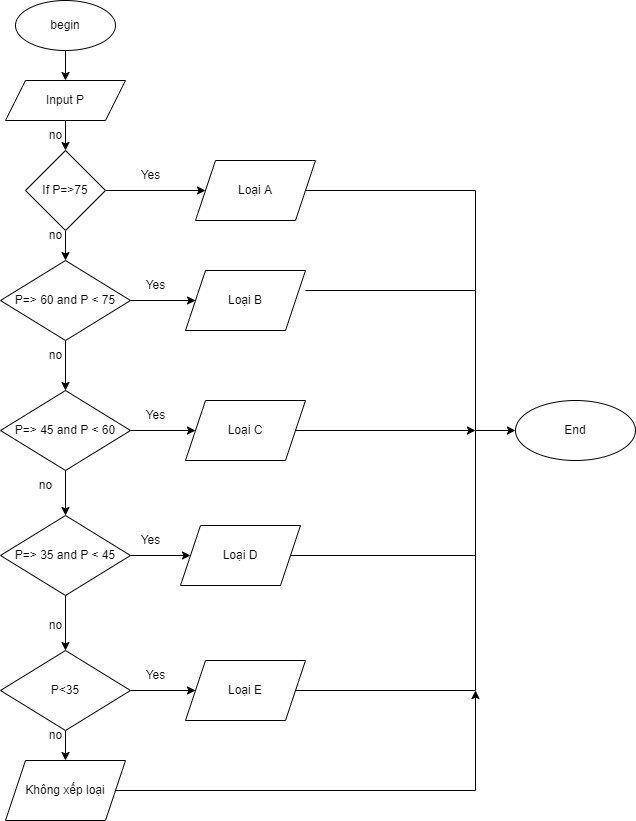 begin
Input P
no
If P=>75
Yes
Loại A
no
P=> 60 and P < 75
Yes
Loại B
no
P=> 45 and P < 60
Yes
Loại C
End
no
P=> 35 and P < 45
Yes
Loại D
no
P<35
Yes
Loại E
no
Không xếp loại